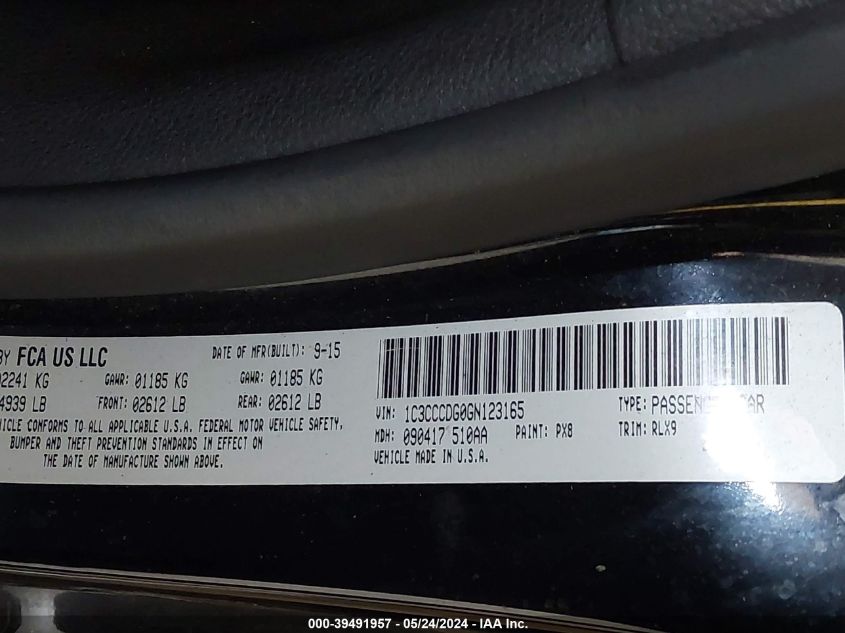 BY FCA US LLC DATE OF MFR(BUILT): 9-15
02241 KG GAWR: 01185 KG GAWR: 01185 KG
4939 LB FRONT: 02612 LB REAR: 02612 LB
VEHICLE CONFORMS TO ALL APPLICABLE U.S.A. FEDERAL MOTOR VEHICLE SAFETY,
BUMPER AND THEFT PREVENTION STANDARDS IN EFFECT ON
THE DATE OF MANUFACTURE SHOWN ABOVE.
VIN: 1C3CCCDG0GN123165 TYPE: PASSENGER CAR
MDH: 090417 510AA PAINT: PX8 TRIM: RLX9
VEHICLE MADE IN U.S.A.
000-39491957 - 05/24/2024 - IAA Inc.